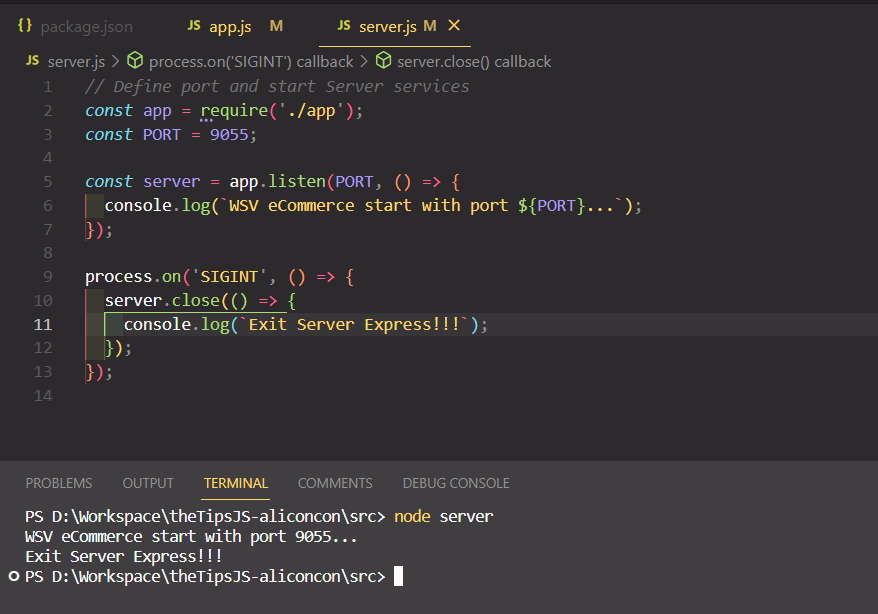 {} package.json JS app.js M JS server.js M ×
JS server.js > process.on('SIGINT') callback > server.close() callback
1 // Define port and start Server services
2 const app = require('./app');
3 const PORT = 9055;
4
5 const server = app.listen(PORT, () => {
6 console.log(`WSV eCommerce start with port ${PORT}...`);
7 });
8
9 process.on('SIGINT', () => {
10 server.close(() => {
11 console.log(`Exit Server Express!!!`);
12 });
13 });
14
PROBLEMS OUTPUT TERMINAL COMMENTS DEBUG CONSOLE
PS D:\Workspace\theTipsJS-aliconcon\src> node server
WSV eCommerce start with port 9055...
Exit Server Express!!!
PS D:\Workspace\theTipsJS-aliconcon\src>